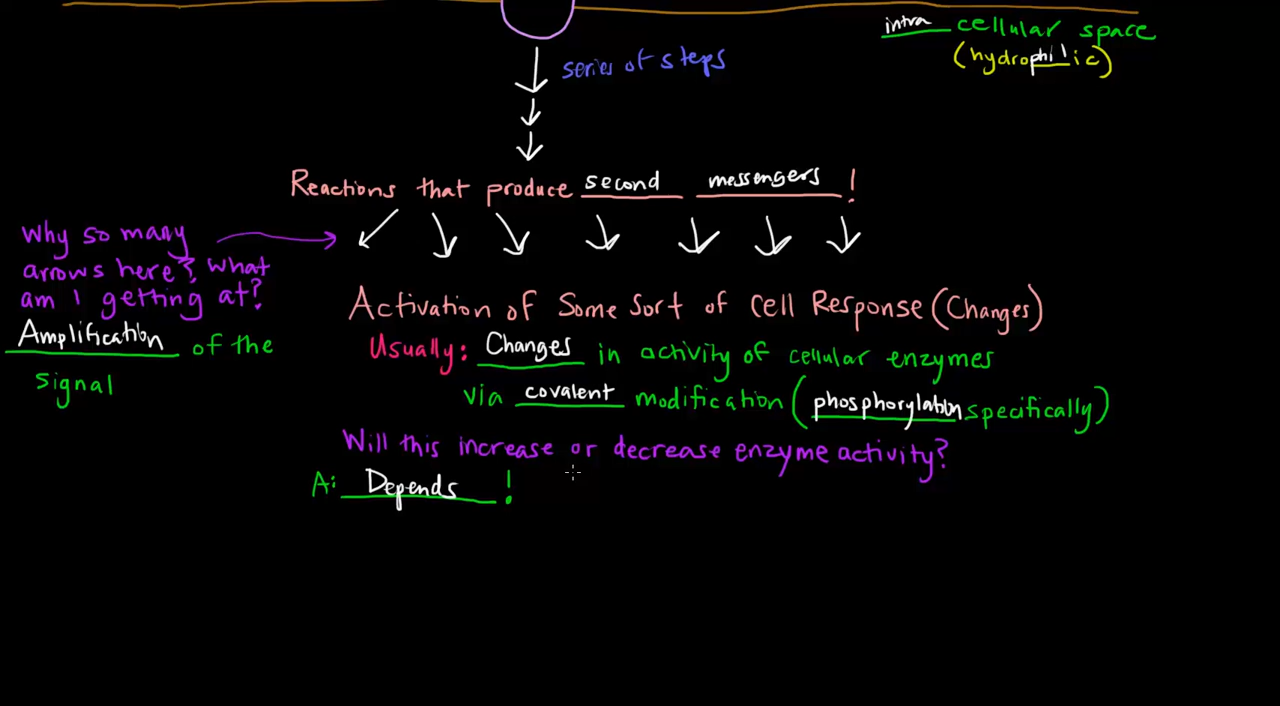 intra cellular space
(hydrophilic)
series of steps
Reactions that produce second messengers!
Why so many
arrows here? What
am I getting at?
Amplification of the
signal
Activation of Some Sort of Cell Response (Changes)
Usually: Changes in activity of cellular enzymes
via covalent modification (phosphorylation specifically)
Will this increase or decrease enzyme activity?
A: Depends!